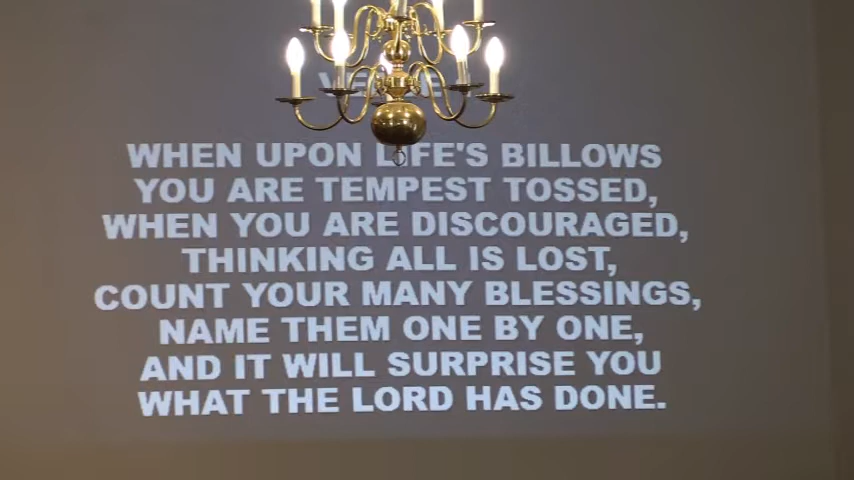 WHEN UPON LIFE'S BILLOWS
YOU ARE TEMPEST TOSSED,
WHEN YOU ARE DISCOURAGED,
THINKING ALL IS LOST,
COUNT YOUR MANY BLESSINGS,
NAME THEM ONE BY ONE,
AND IT WILL SURPRISE YOU
WHAT THE LORD HAS DONE.